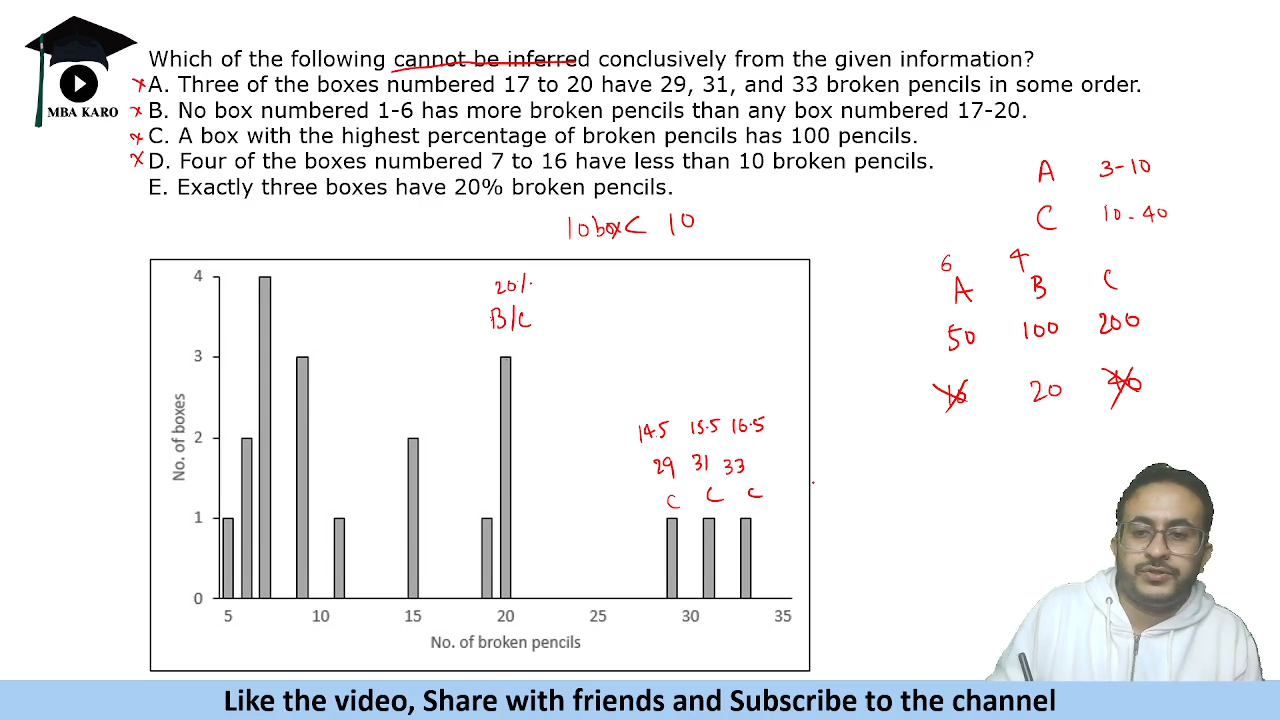 Which of the following cannot be inferred conclusively from the given information?
A. Three of the boxes numbered 17 to 20 have 29, 31, and 33 broken pencils in some order.
B. No box numbered 1-6 has more broken pencils than any box numbered 17-20.
C. A box with the highest percentage of broken pencils has 100 pencils.
D. Four of the boxes numbered 7 to 16 have less than 10 broken pencils.
E. Exactly three boxes have 20% broken pencils.
MBA KARO
A 3-10
C 10-40
10box < 10
6 4
A B C
50 100 200
20
20%
B/C
14.5 15.5 16.5
29 31 33
C C C
4
3
2
1
0
No. of boxes
5 10 15 20 25 30 35
No. of broken pencils
Like the video, Share with friends and Subscribe to the channel